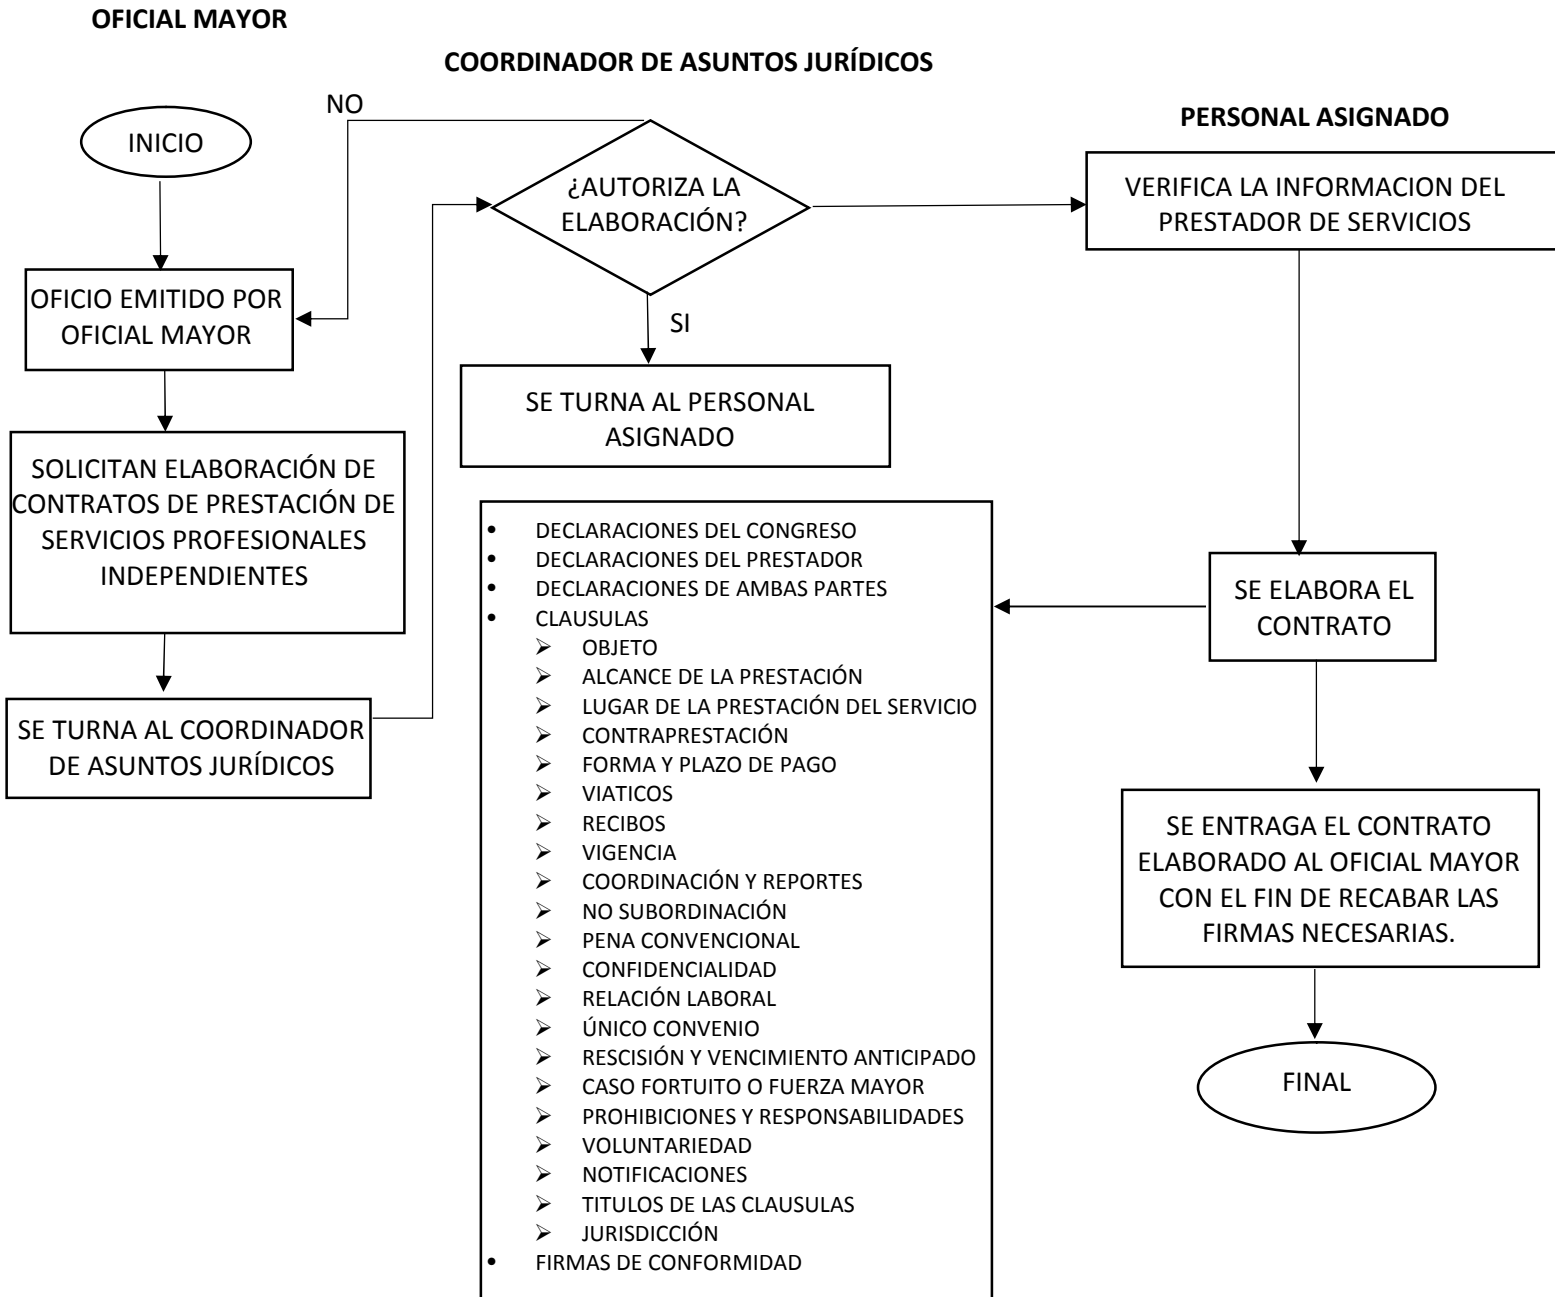 OFICIAL MAYOR
COORDINADOR DE ASUNTOS JURÍDICOS
PERSONAL ASIGNADO
INICIO
NO
OFICIO EMITIDO POR
OFICIAL MAYOR
SOLICITAN ELABORACIÓN DE
CONTRATOS DE PRESTACIÓN DE
SERVICIOS PROFESIONALES
INDEPENDIENTES
SE TURNA AL COORDINADOR
DE ASUNTOS JURÍDICOS
¿AUTORIZA LA
ELABORACIÓN?
SI
SE TURNA AL PERSONAL
ASIGNADO
VERIFICA LA INFORMACION DEL
PRESTADOR DE SERVICIOS
SE ELABORA EL
CONTRATO
• DECLARACIONES DEL CONGRESO
• DECLARACIONES DEL PRESTADOR
• DECLARACIONES DE AMBAS PARTES
• CLAUSULAS
➢ OBJETO
➢ ALCANCE DE LA PRESTACIÓN
➢ LUGAR DE LA PRESTACIÓN DEL SERVICIO
➢ CONTRAPRESTACIÓN
➢ FORMA Y PLAZO DE PAGO
➢ VIATICOS
➢ RECIBOS
➢ VIGENCIA
➢ COORDINACIÓN Y REPORTES
➢ NO SUBORDINACIÓN
➢ PENA CONVENCIONAL
➢ CONFIDENCIALIDAD
➢ RELACIÓN LABORAL
➢ ÚNICO CONVENIO
➢ RESCISIÓN Y VENCIMIENTO ANTICIPADO
➢ CASO FORTUITO O FUERZA MAYOR
➢ PROHIBICIONES Y RESPONSABILIDADES
➢ VOLUNTARIEDAD
➢ NOTIFICACIONES
➢ TITULOS DE LAS CLAUSULAS
➢ JURISDICCIÓN
• FIRMAS DE CONFORMIDAD
SE ENTRAGA EL CONTRATO
ELABORADO AL OFICIAL MAYOR
CON EL FIN DE RECABAR LAS
FIRMAS NECESARIAS.
FINAL